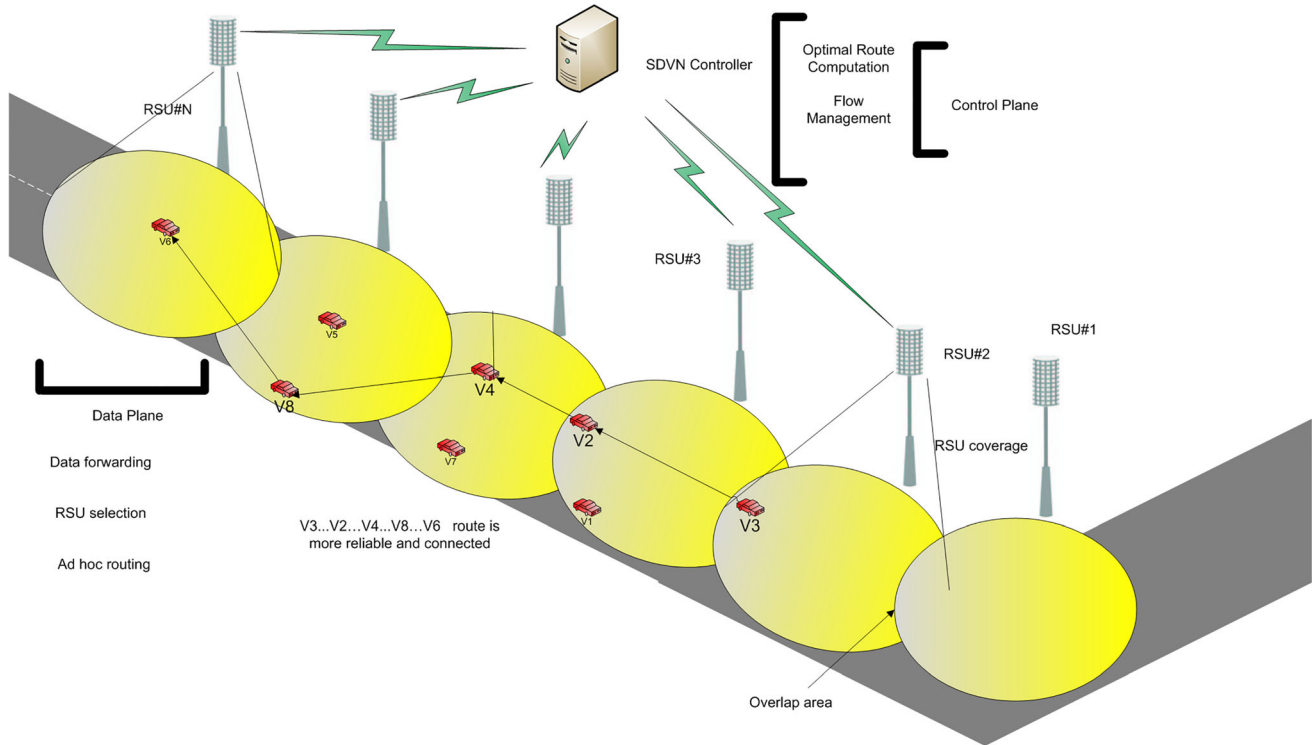 SDVN Controller
Optimal Route
Computation
Flow
Management
Control Plane
RSU#N
RSU#3
RSU#2
RSU#1
RSU coverage
V6
V5
V8
V4
V7
V2
V1
V3
Data Plane
Data forwarding
RSU selection
Ad hoc routing
V3...V2...V4...V8...V6 route is
more reliable and connected
Overlap area